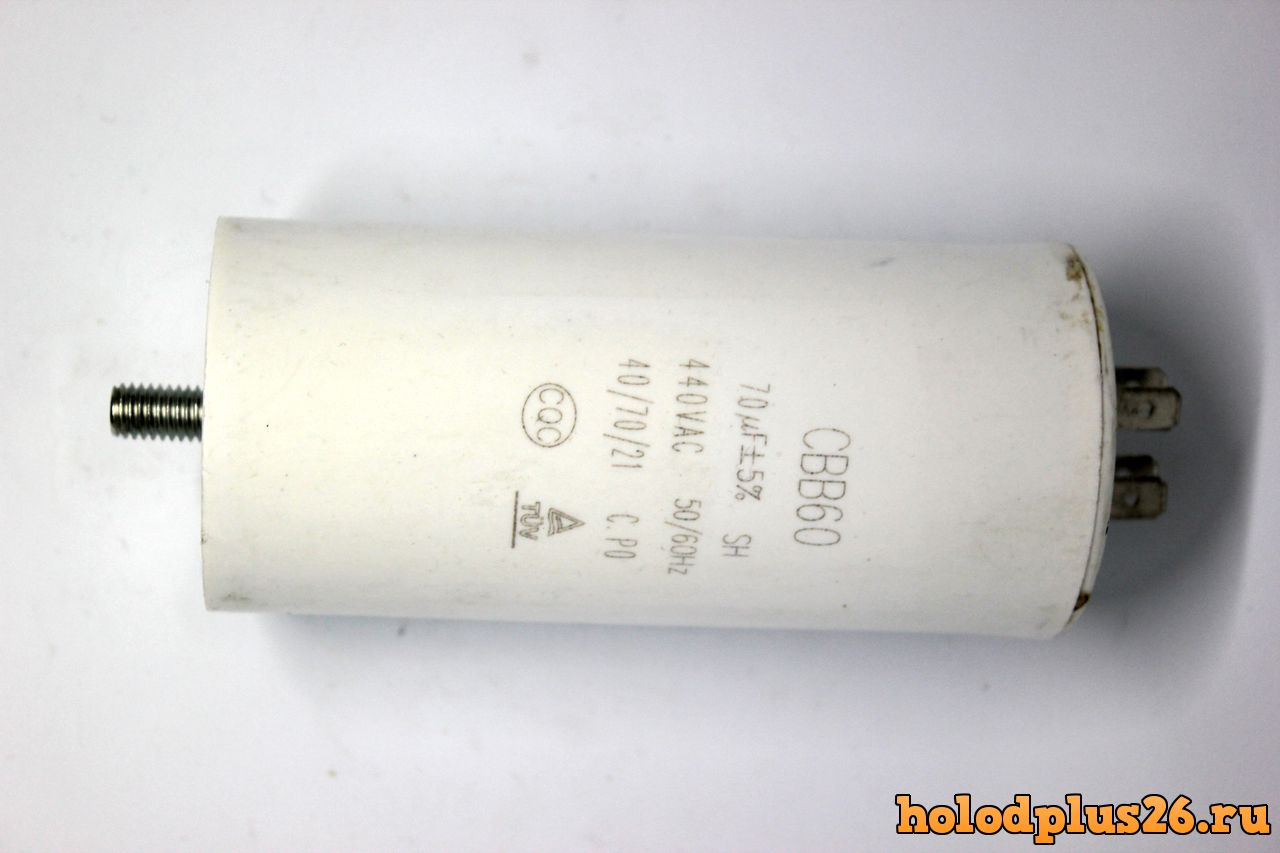 CBB60
70μF±5% SH
440VAC 50/60Hz
40/70/21 C.P0
CQC
TÜV
holodplus26.ru